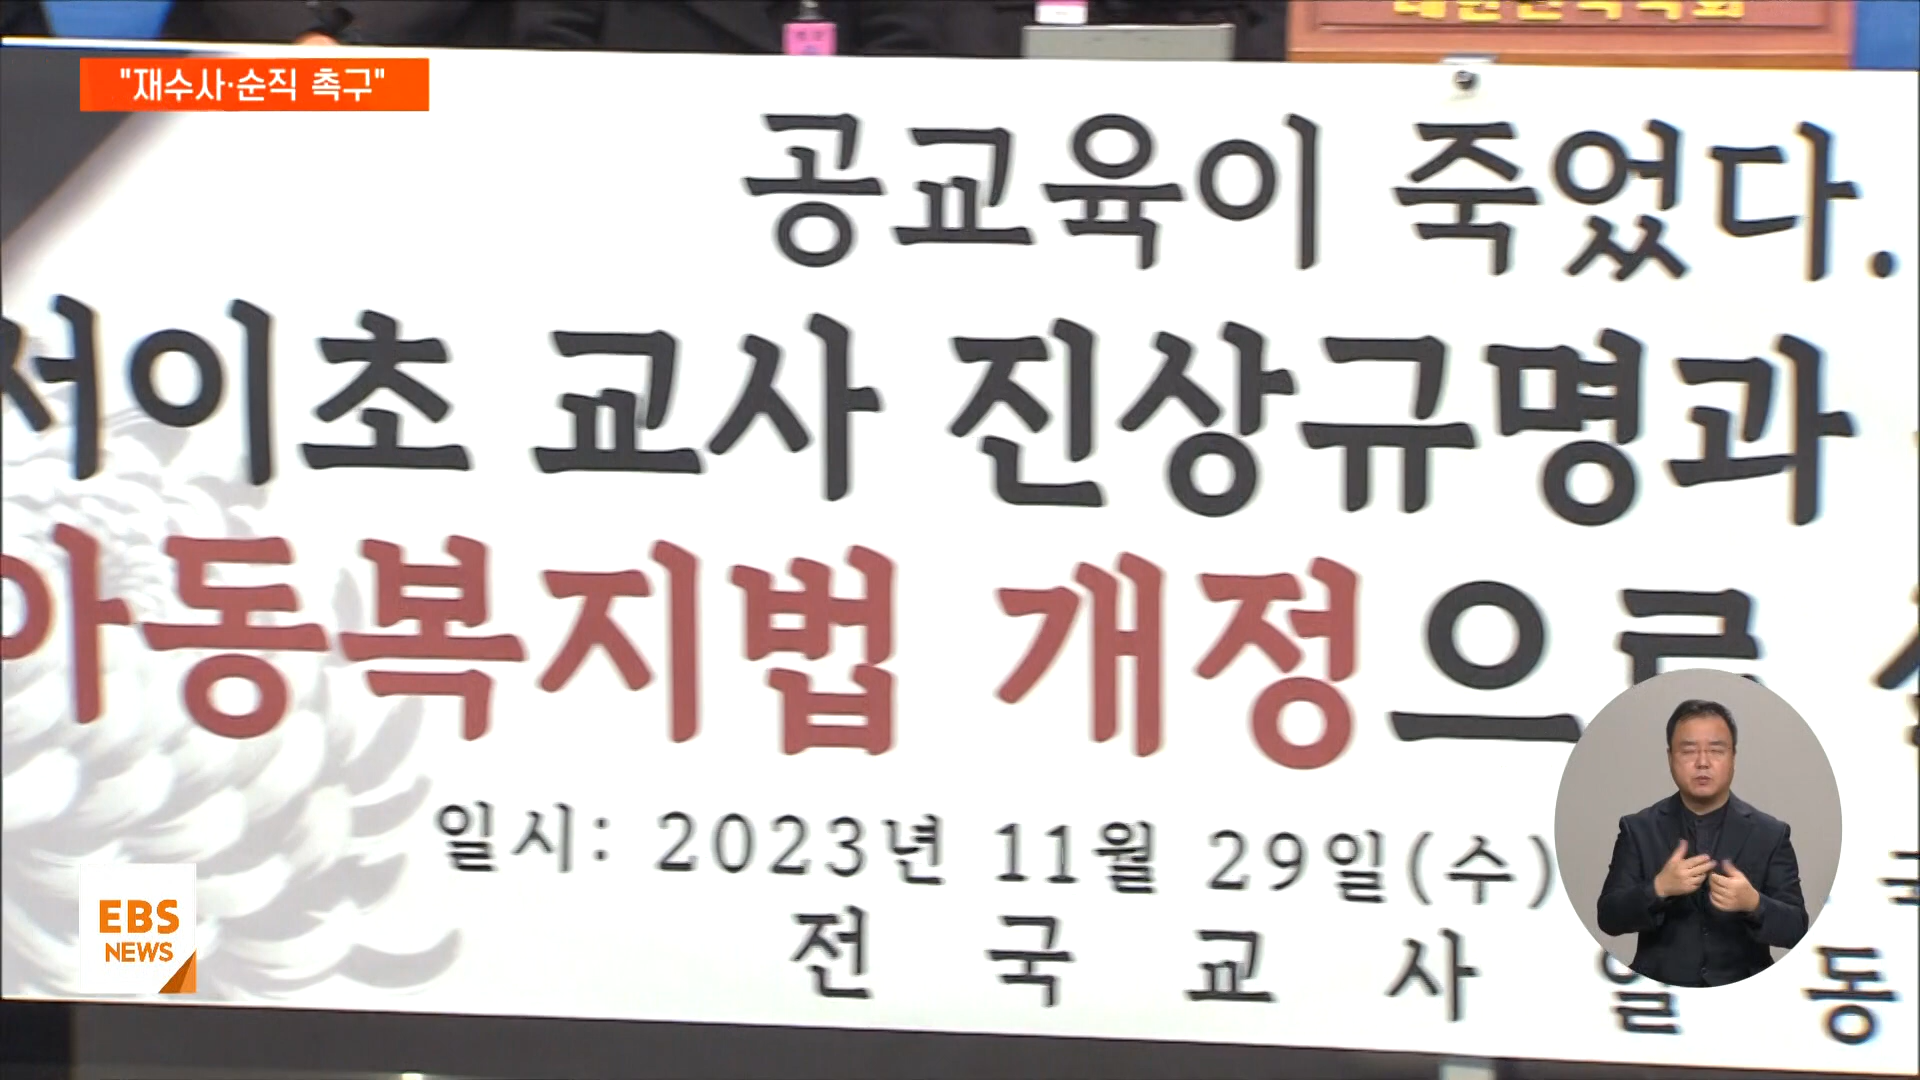 "재수사·순직 촉구"
공교육이 죽었다.
서이초 교사 진상규명과
아동복지법 개정으로
일시: 2023년 11월 29일(수)
전국교사일동
EBS
NEWS